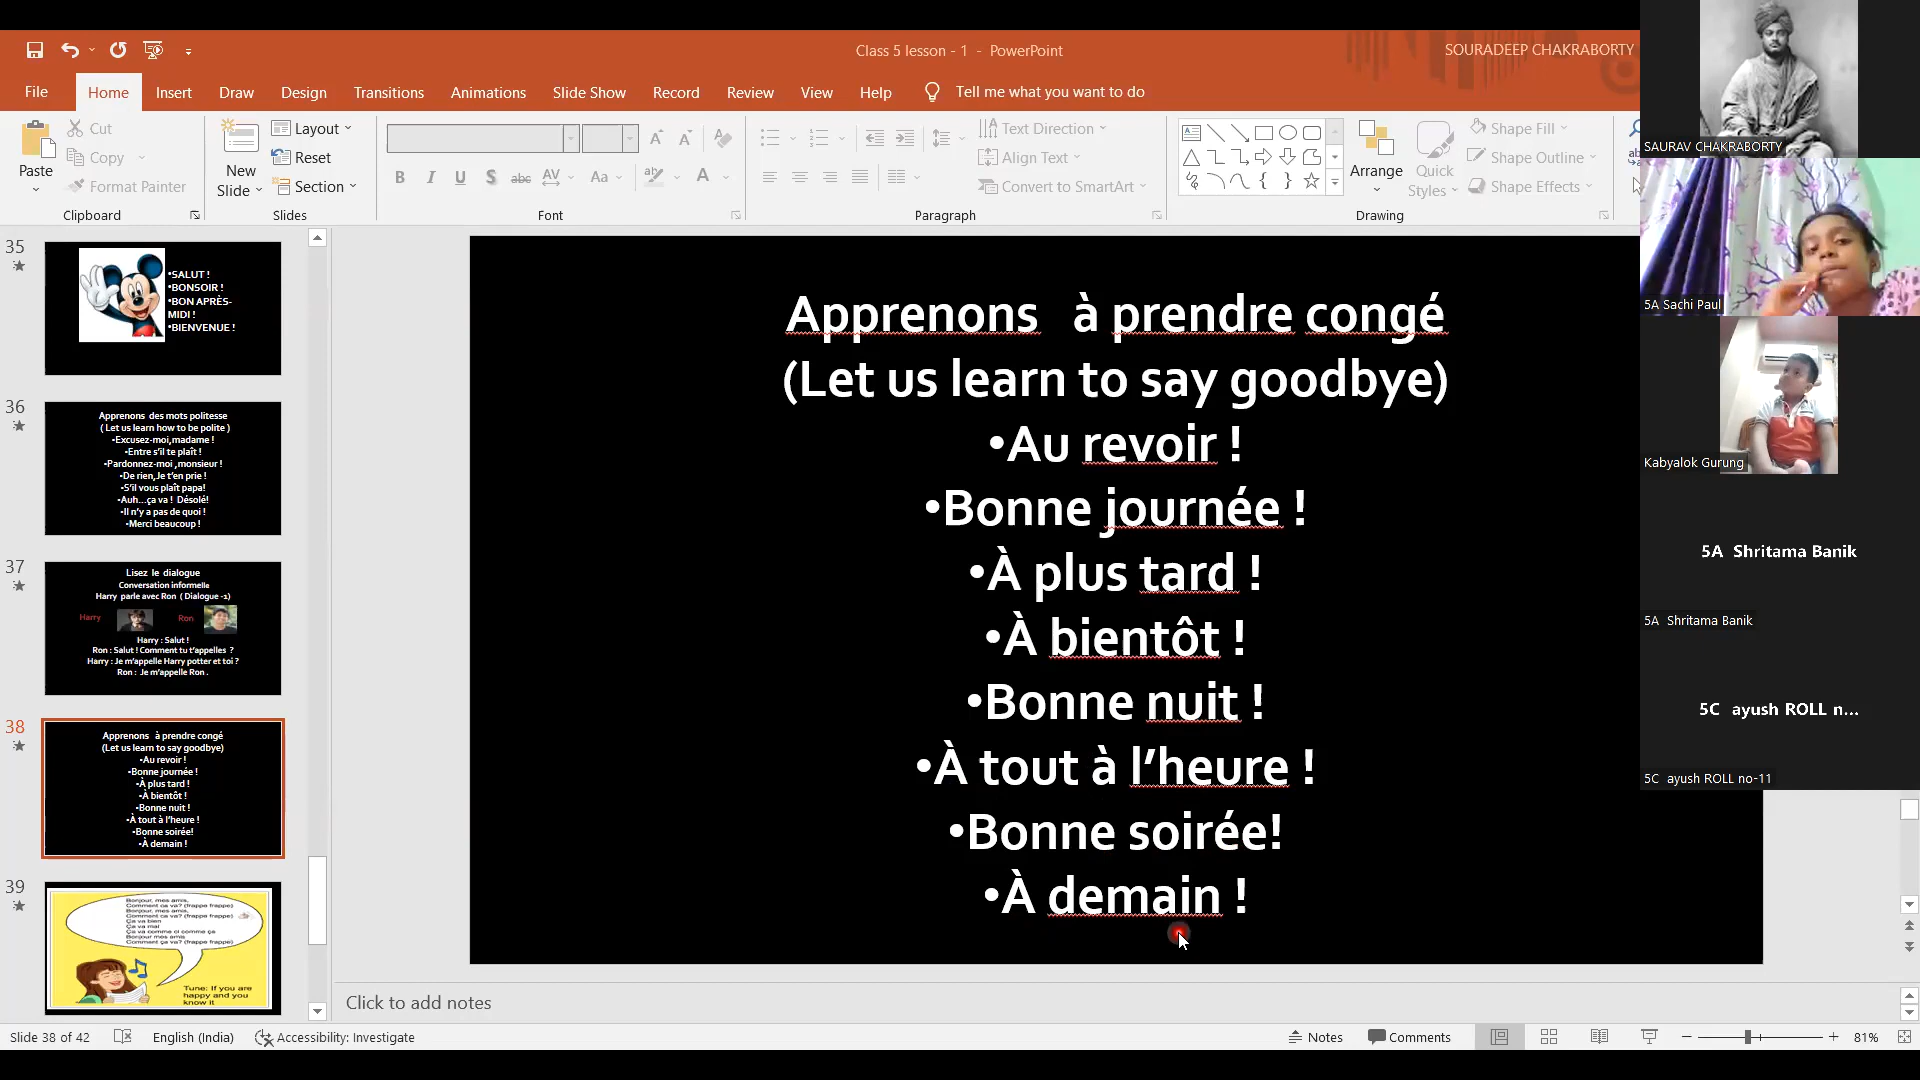 Class 5 lesson - 1 - PowerPoint
SOURADEEP CHAKRABORTY
File Home Insert Draw Design Transitions Animations Slide Show Record Review View Help Tell me what you want to do
Paste
Cut
Copy
Format Painter
Clipboard
New Slide
Layout
Reset
Section
Slides
B I U S abc AV Aa A
Font
Text Direction
Align Text
Convert to SmartArt
Paragraph
Arrange
Quick Styles
Shape Fill
Shape Outline
Shape Effects
Drawing
SAURAV CHAKRABORTY
5A Sachi Paul
Kabyalok Gurung
5A Shritama Banik
5A Shritama Banik
5C ayush ROLL n...
5C ayush ROLL no-11
35
•SALUT !
•BONSOIR !
•BON APRÈS-
MIDI !
•BIENVENUE !
36
Apprenons des mots politesse
( Let us learn how to be polite )
•Excusez-moi,madame !
•Entre s'il te plaît !
•Pardonnez-moi ,monsieur !
•De rien,Je t'en prie !
•S'il vous plaît papa!
•Auh...ça va ! Désolé!
•Il n'y a pas de quoi !
•Merci beaucoup !
37
Lisez le dialogue
Conversation informelle
Harry parle avec Ron ( Dialogue -1)
Harry Ron
Harry : Salut !
Ron : Salut ! Comment tu t'appelles ?
Harry : Je m'appelle Harry potter et toi ?
Ron : Je m'appelle Ron .
38
Apprenons à prendre congé
(Let us learn to say goodbye)
•Au revoir !
•Bonne journée !
•À plus tard !
•À bientôt !
•Bonne nuit !
•À tout à l'heure !
•Bonne soirée!
•À demain !
39
Bonjour, mes amis,
Comment ca va? (frappe frappe)
Bonjour, mes amis,
Comment ca va? (frappe frappe)
Ça va bien
Ça va mal
Ça va comme ci comme ça
Bonjour mes amis
Comment ça va? (frappe frappe)
Tune: If you are
happy and you
know it
Apprenons à prendre congé
(Let us learn to say goodbye)
•Au revoir !
•Bonne journée !
•À plus tard !
•À bientôt !
•Bonne nuit !
•À tout à l'heure !
•Bonne soirée!
•À demain !
Click to add notes
Slide 38 of 42 English (India) Accessibility: Investigate Notes Comments 81%